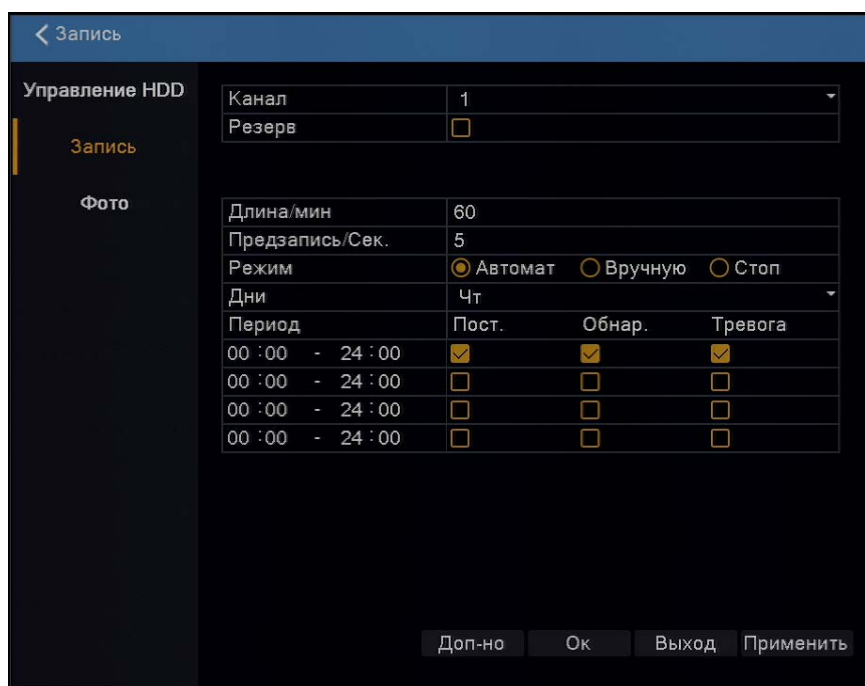 Запись
Управление HDD
Запись
Фото
Канал 1
Резерв
Длина/мин 60
Предзапись/Сек. 5
Режим Автомат Вручную Стоп
Дни Чт
Период Пост. Обнар. Тревога
00:00 - 24:00
00:00 - 24:00
00:00 - 24:00
00:00 - 24:00
Доп-но Ок Выход Применить